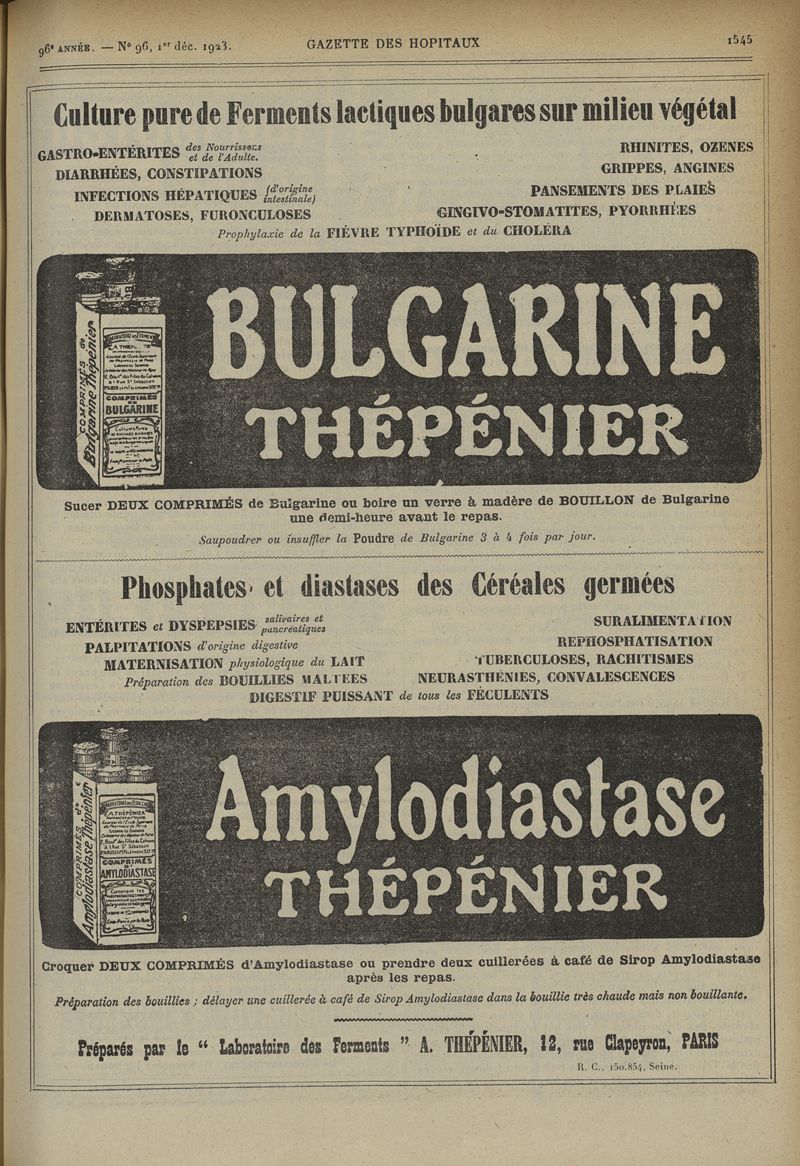 96e ANNÉE. — No 96, 1er déc. 1923.
GAZETTE DES HOPITAUX
1545
Culture pure de Ferments lactiques bulgares sur milieu végétal
GASTRO-ENTÉRITES des Nourrissons et de l'Adulte.
RHINITES, OZENES
DIARRHÉES, CONSTIPATIONS
GRIPPES, ANGINES
INFECTIONS HÉPATIQUES (d'origine intestinale)
PANSEMENTS DES PLAIES
DERMATOSES, FURONCULOSES
GINGIVO-STOMATITES, PYORRHÉES
Prophylaxie de la FIÈVRE TYPHOÏDE et du CHOLÉRA
COMPRIMÉS de
Bulgarine Thépénier
COMPRIMÉS
DE
BULGARINE
BULGARINE
THÉPÉNIER
Sucer DEUX COMPRIMÉS de Bulgarine ou boire un verre à madère de BOUILLON de Bulgarine
une demi-heure avant le repas.
Saupoudrer ou insuffler la Poudre de Bulgarine 3 à 4 fois par jour.
Phosphates et diastases des Céréales germées
ENTÉRITES et DYSPEPSIES salivaires et pancréatiques
SURALIMENTATION
PALPITATIONS d'origine digestive
REPHOSPHATISATION
MATERNISATION physiologique du LAIT
TUBERCULOSES, RACHITISMES
Préparation des BOUILLIES MALTÉES
NEURASTHÉNIES, CONVALESCENCES
DIGESTIF PUISSANT de tous les FÉCULENTS
COMPRIMÉS d'
Amylodiastase Thépénier
A. THÉPÉNIER
COMPRIMÉS
D'
AMYLODIASTASE
Amylodiastase
THÉPÉNIER
Croquer DEUX COMPRIMÉS d'Amylodiastase ou prendre deux cuillerées à café de Sirop Amylodiastase
après les repas.
Préparation des bouillies ; délayer une cuillerée à café de Sirop Amylodiastase dans la bouillie très chaude mais non bouillante.
Préparés par le “ Laboratoire des Ferments ” A. THÉPÉNIER, 12, rue Clapeyron, PARIS
R. C., 150.854, Seine.